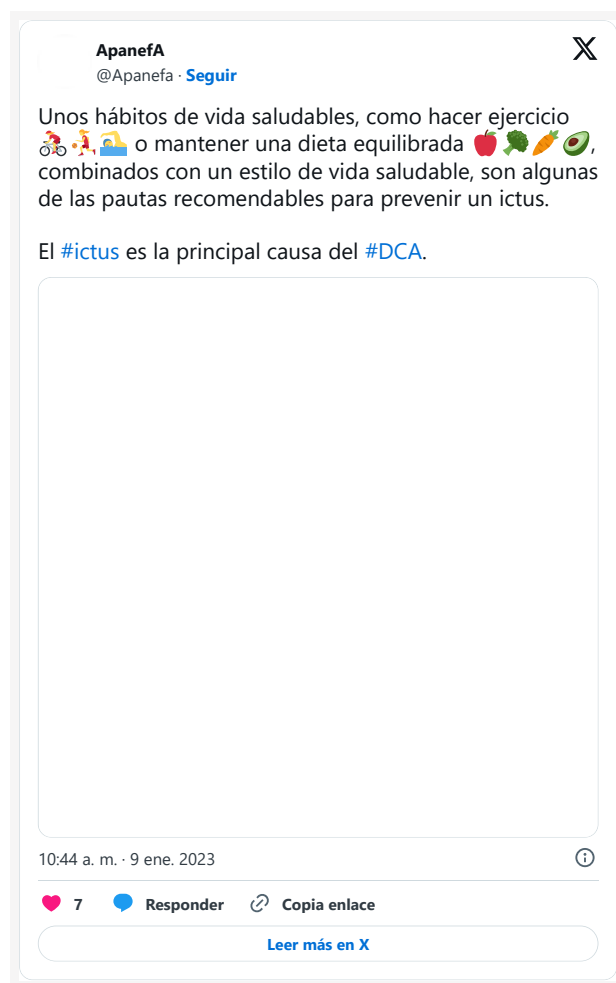 ApanefA
@Apanefa · Seguir
Unos hábitos de vida saludables, como hacer ejercicio
🚴⛹️‍♀️🏊 o mantener una dieta equilibrada 🍎🥦🥕🥑,
combinados con un estilo de vida saludable, son algunas
de las pautas recomendables para prevenir un ictus.
El #ictus es la principal causa del #DCA.
10:44 a. m. · 9 ene. 2023
7 Responder Copia enlace
Leer más en X